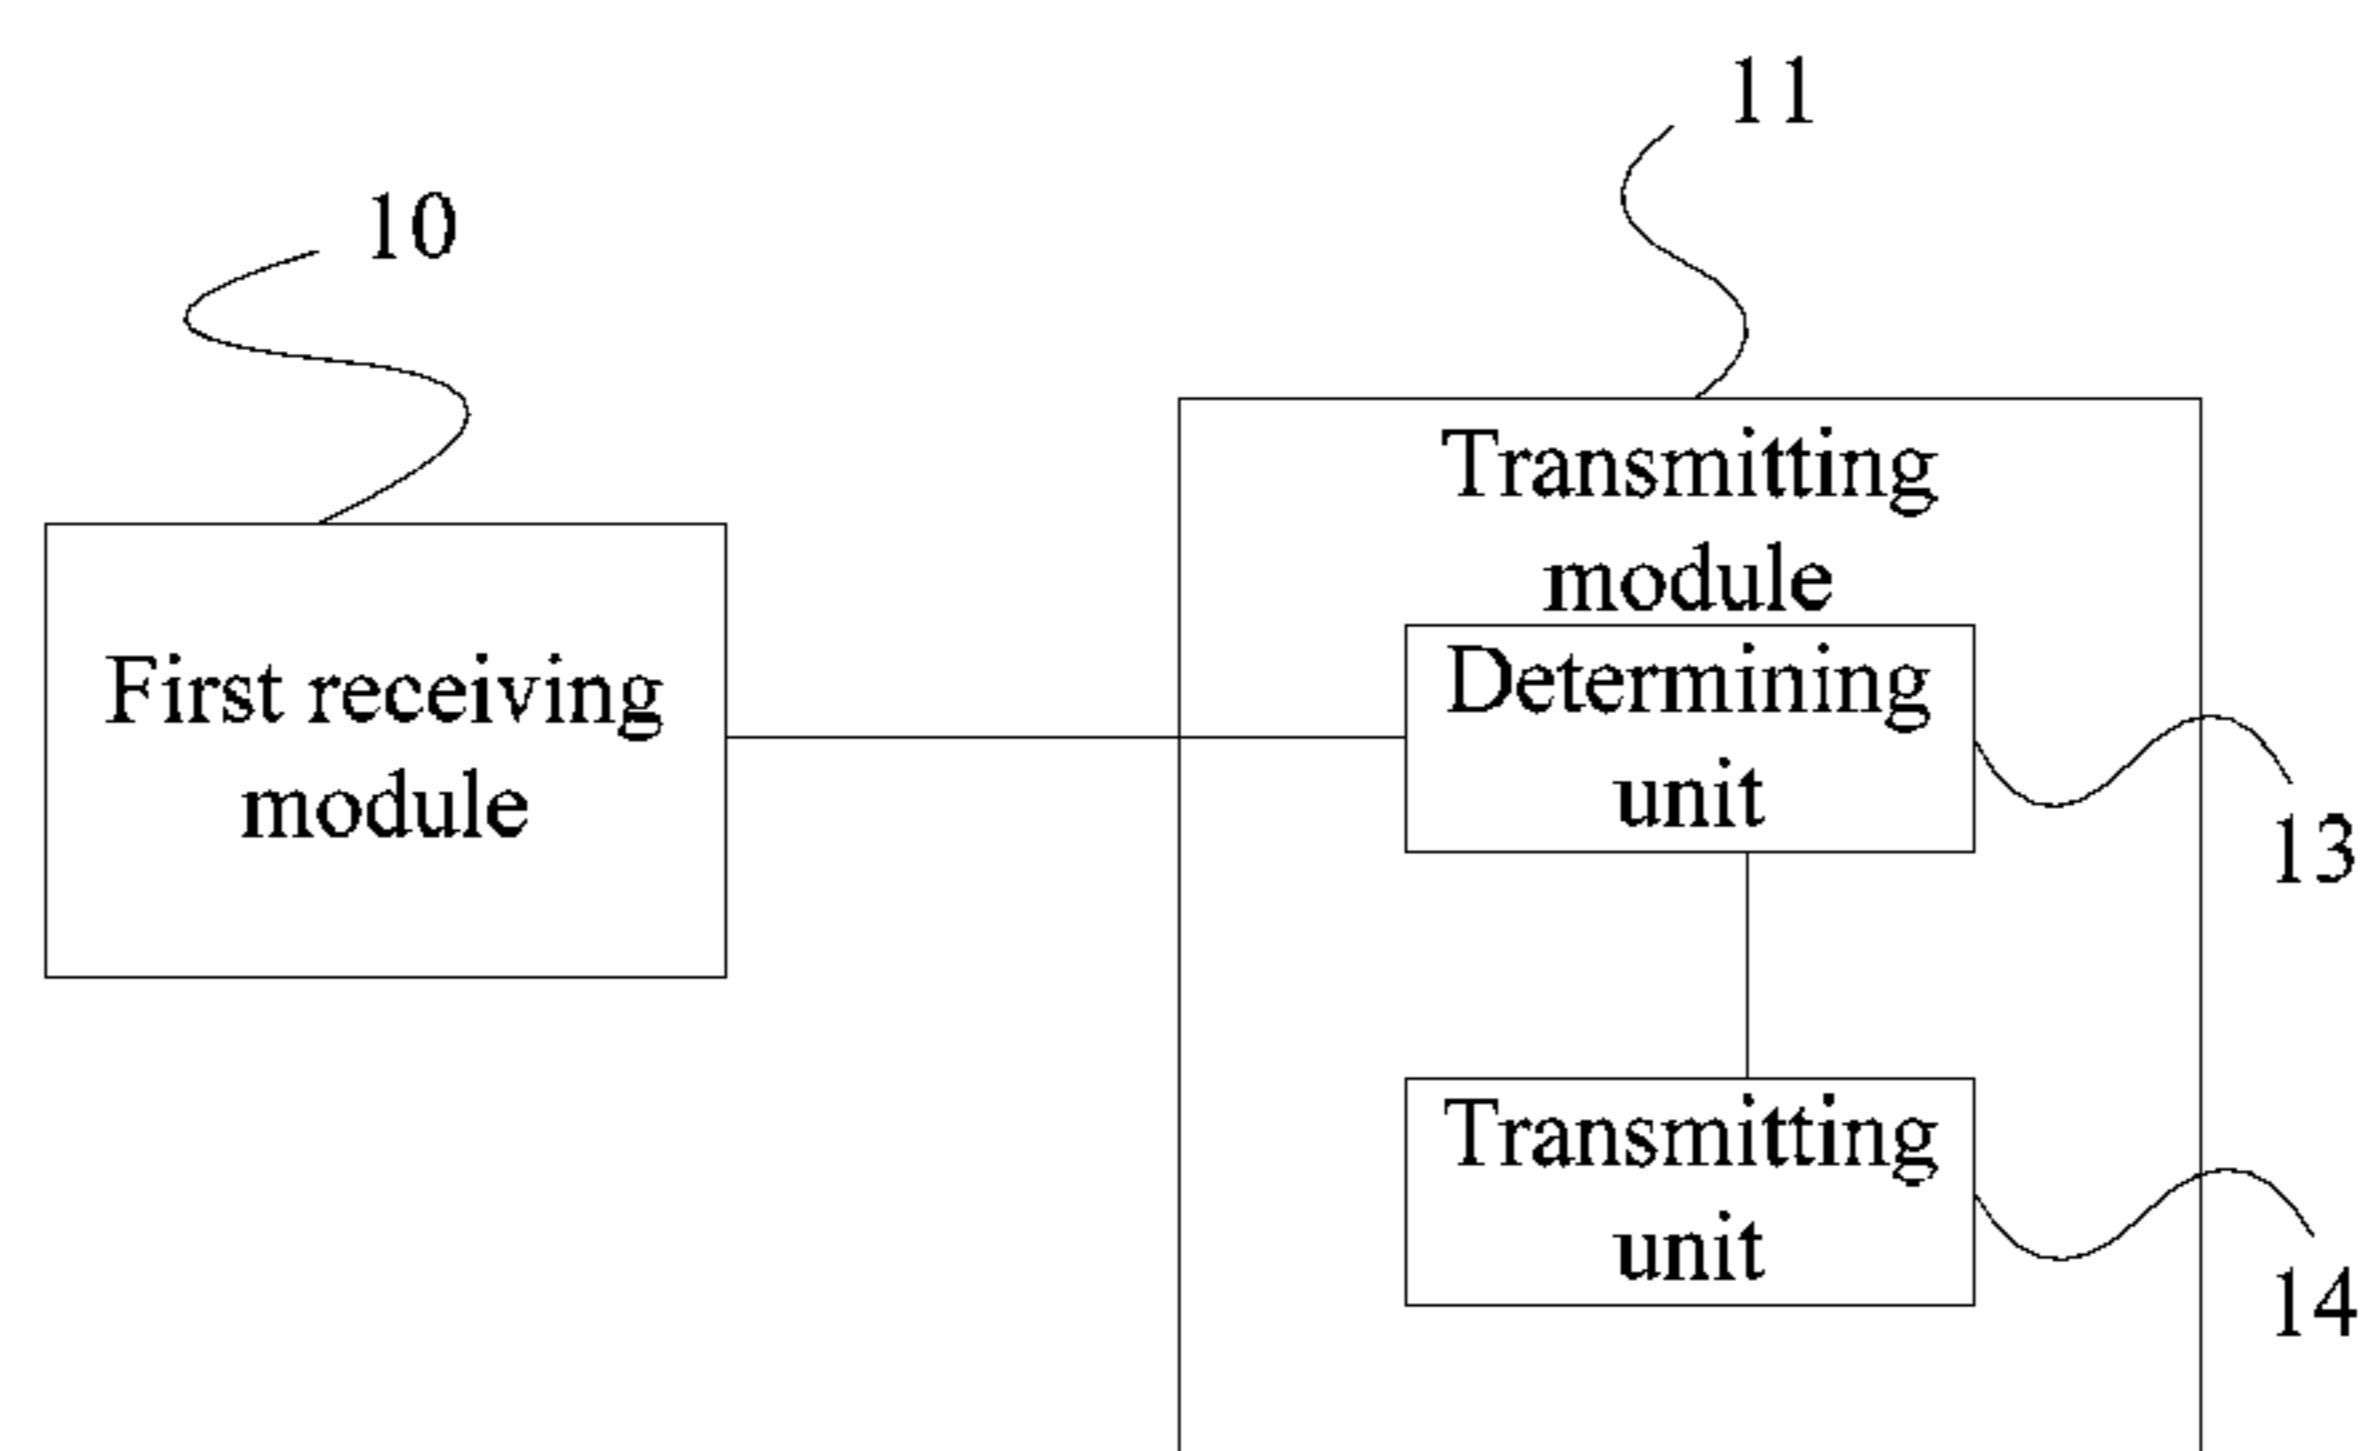 11
10
Transmitting
module
First receiving
module
Determining
unit
13
Transmitting
unit
14